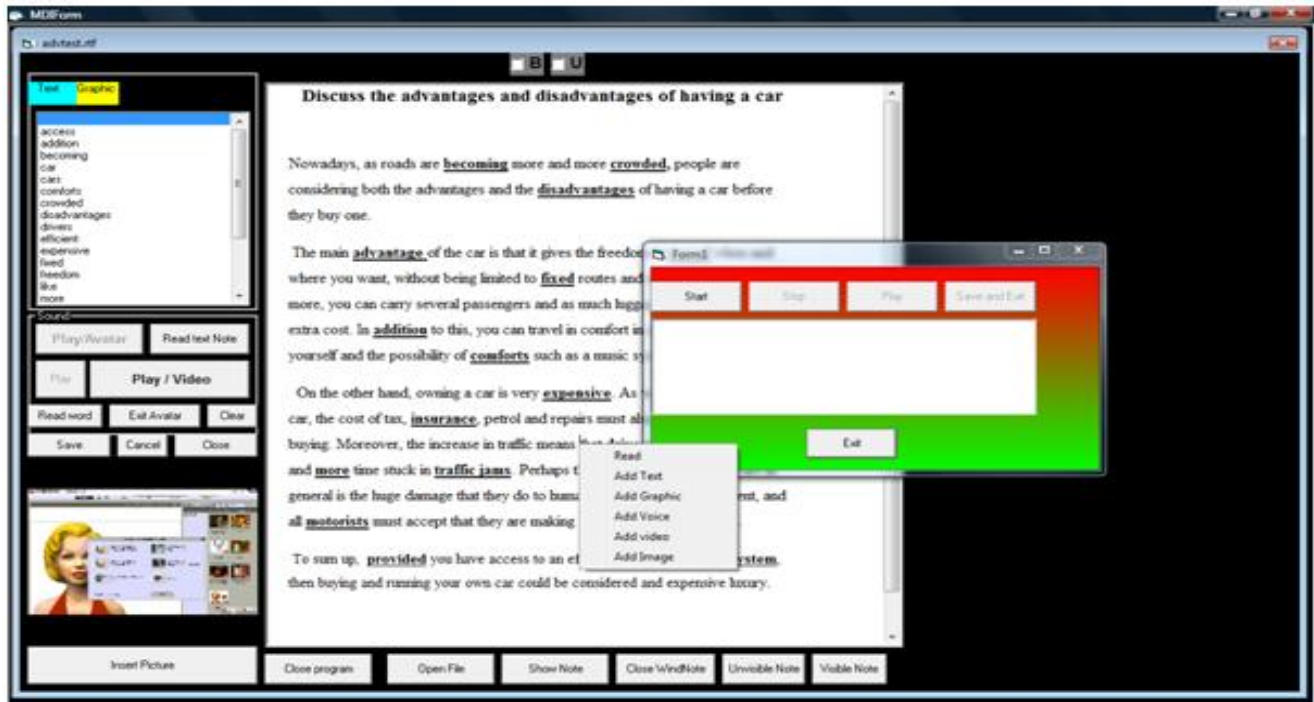 MDIForm
: advtest.rtf
B U
Text Graphic
access
addition
becoming
car
cars
comforts
crowded
disadvantages
drivers
efficient
expensive
fixed
freedom
like
more
Sound
Play/Avatar Read text Note
Play Play / Video
Read word Exit Avatar Clear
Save Cancel Close
Insert Picture
Discuss the advantages and disadvantages of having a car
Nowadays, as roads are becoming more and more crowded, people are
considering both the advantages and the disadvantages of having a car before
they buy one.
The main advantage of the car is that it gives the freedom
where you want, without being limited to fixed routes and
more, you can carry several passengers and as much
extra cost. In addition to this, you can travel in comfort
yourself and the possibility of comforts such as a music
On the other hand, owning a car is very expensive. As
car, the cost of tax, insurance, petrol and repairs must
buying. Moreover, the increase in traffic means that
and more time stuck in traffic jams. Perhaps
general is the huge damage that they do to and
all motorists must accept that they are making
To sum up, provided you have access to an
then buying and running your own car could be considered and expensive luxury.
Form1
Start Stop Play Save and Exit
Exit
Read
Add Text
Add Graphic
Add Voice
Add video
Add Image
Close program Open File Show Note Close WindNote Unvisible Note Visible Note